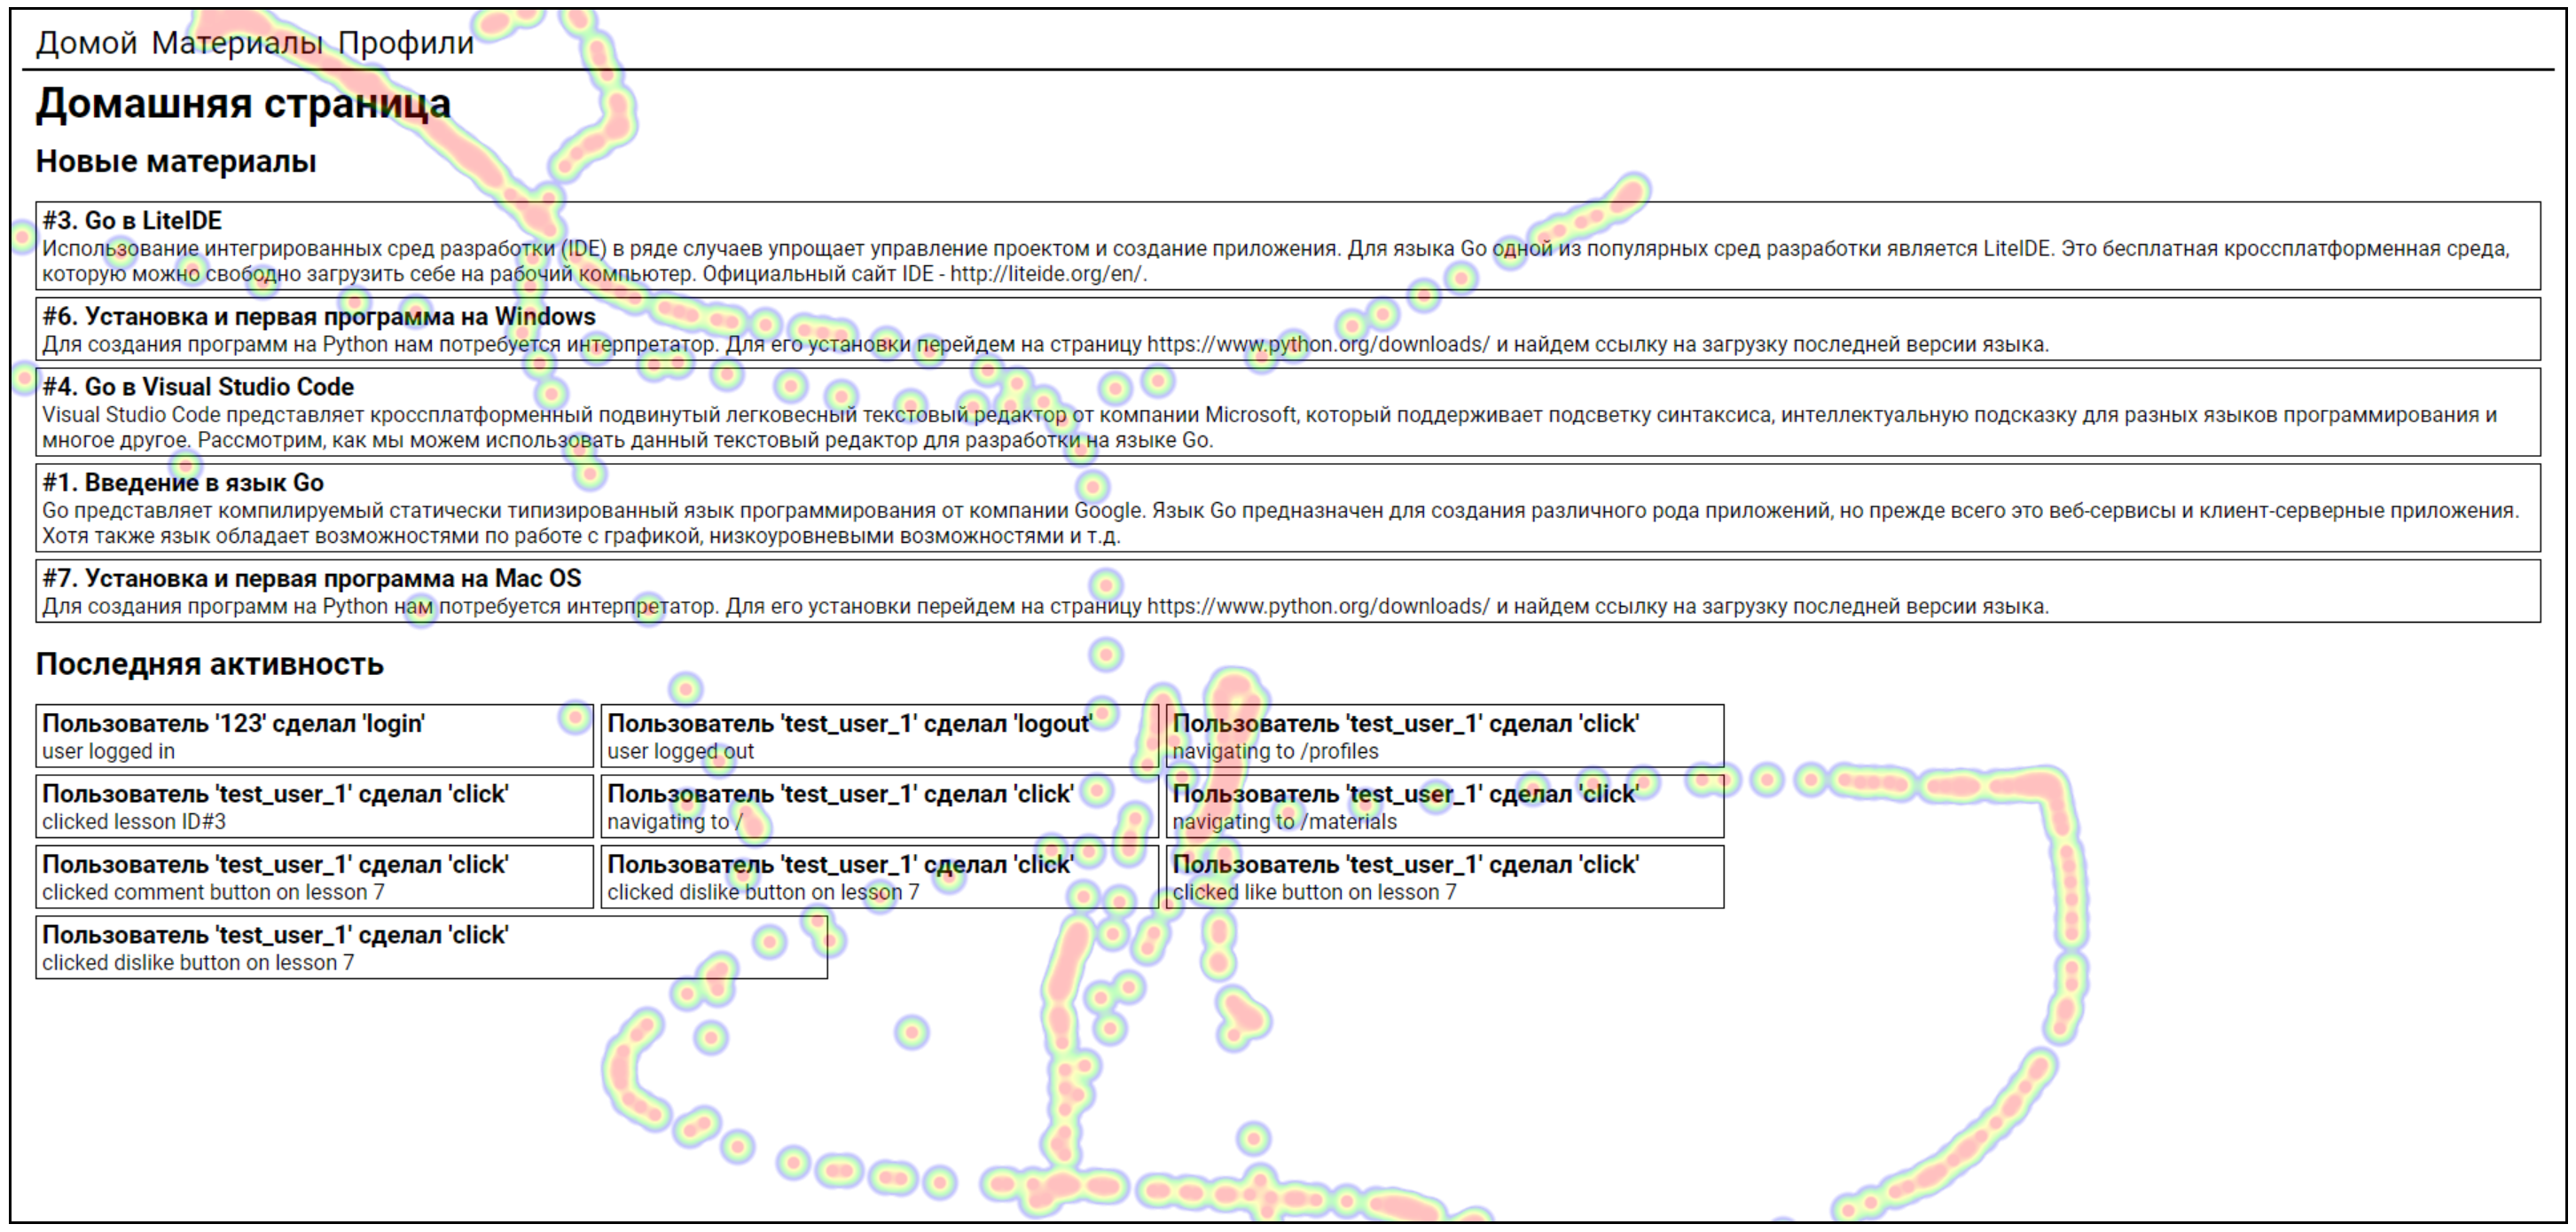 Домой Материалы Профили
Домашняя страница
Новые материалы
#3. Go в LiteIDE
Использование интегрированных сред разработки (IDE) в ряде случаев упрощает управление проектом и создание приложения. Для языка Go одной из популярных сред разработки является LiteIDE. Это бесплатная кроссплатформенная среда,
которую можно свободно загрузить себе на рабочий компьютер. Официальный сайт IDE - http://liteide.org/en/.
#6. Установка и первая программа на Windows
Для создания программ на Python нам потребуется интерпретатор. Для его установки перейдем на страницу https://www.python.org/downloads/ и найдем ссылку на загрузку последней версии языка.
#4. Go в Visual Studio Code
Visual Studio Code представляет кроссплатформенный подвинутый легковесный текстовый редактор от компании Microsoft, который поддерживает подсветку синтаксиса, интеллектуальную подсказку для разных языков программирования и
многое другое. Рассмотрим, как мы можем использовать данный текстовый редактор для разработки на языке Go.
#1. Введение в язык Go
Go представляет компилируемый статически типизированный язык программирования от компании Google. Язык Go предназначен для создания различного рода приложений, но прежде всего это веб-сервисы и клиент-серверные приложения.
Хотя также язык обладает возможностями по работе с графикой, низкоуровневыми возможностями и т.д.
#7. Установка и первая программа на Mac OS
Для создания программ на Python нам потребуется интерпретатор. Для его установки перейдем на страницу https://www.python.org/downloads/ и найдем ссылку на загрузку последней версии языка.
Последняя активность
Пользователь '123' сделал 'login'
user logged in
Пользователь 'test_user_1' сделал 'logout'
user logged out
Пользователь 'test_user_1' сделал 'click'
navigating to /profiles
Пользователь 'test_user_1' сделал 'click'
clicked lesson ID#3
Пользователь 'test_user_1' сделал 'click'
navigating to /
Пользователь 'test_user_1' сделал 'click'
navigating to /materials
Пользователь 'test_user_1' сделал 'click'
clicked comment button on lesson 7
Пользователь 'test_user_1' сделал 'click'
clicked dislike button on lesson 7
Пользователь 'test_user_1' сделал 'click'
clicked like button on lesson 7
Пользователь 'test_user_1' сделал 'click'
clicked dislike button on lesson 7